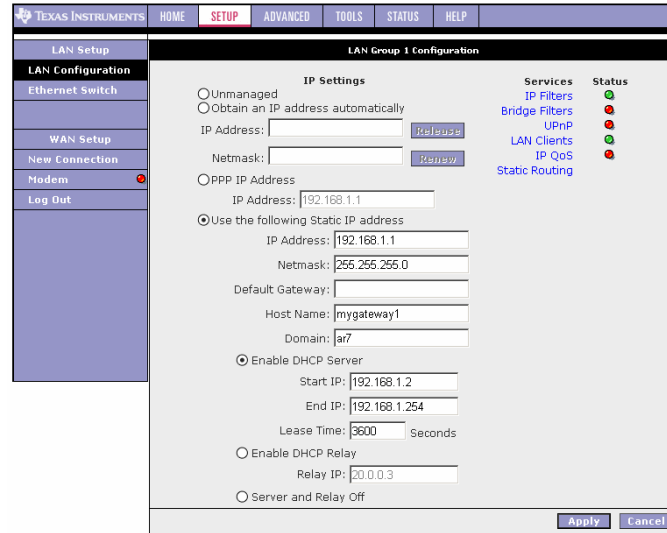 TEXAS INSTRUMENTS
HOME SETUP ADVANCED TOOLS STATUS HELP
LAN Setup
LAN Configuration
Ethernet Switch
WAN Setup
New Connection
Modem
Log Out
LAN Group 1 Configuration
IP Settings
Unmanaged
Obtain an IP address automatically
IP Address: Release
Netmask: Renew
PPP IP Address
IP Address: 192.168.1.1
Use the following Static IP address
IP Address: 192.168.1.1
Netmask: 255.255.255.0
Default Gateway:
Host Name: mygateway1
Domain: ar7
Enable DHCP Server
Start IP: 192.168.1.2
End IP: 192.168.1.254
Lease Time: 3600 Seconds
Enable DHCP Relay
Relay IP: 20.0.0.3
Server and Relay Off
Services Status
IP Filters
Bridge Filters
UPnP
LAN Clients
IP QoS
Static Routing
Apply Cancel